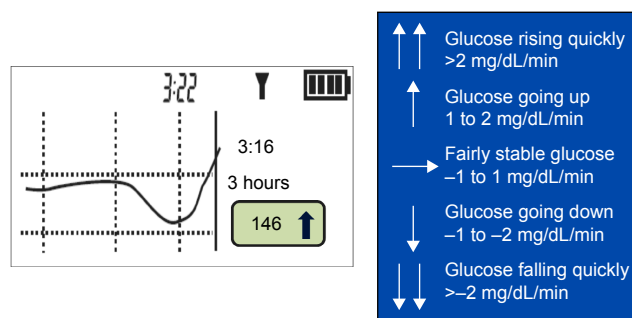 3:22
3:16
3 hours
146
Glucose rising quickly
>2 mg/dL/min
Glucose going up
1 to 2 mg/dL/min
Fairly stable glucose
–1 to 1 mg/dL/min
Glucose going down
–1 to –2 mg/dL/min
Glucose falling quickly
>–2 mg/dL/min